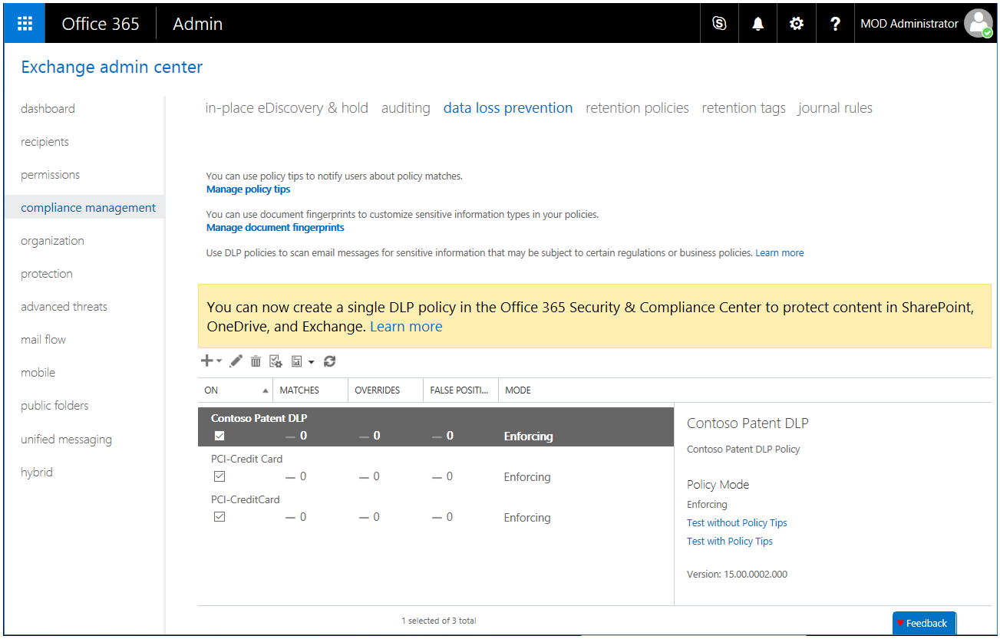 Office 365 Admin
MOD Administrator
Exchange admin center
dashboard
recipients
permissions
compliance management
organization
protection
advanced threats
mail flow
mobile
public folders
unified messaging
hybrid
in-place eDiscovery & hold auditing data loss prevention retention policies retention tags journal rules
You can use policy tips to notify users about policy matches.
Manage policy tips
You can use document fingerprints to customize sensitive information types in your policies.
Manage document fingerprints
Use DLP policies to scan email messages for sensitive information that may be subject to certain regulations or business policies. Learn more
You can now create a single DLP policy in the Office 365 Security & Compliance Center to protect content in SharePoint,
OneDrive, and Exchange. Learn more
ON MATCHES OVERRIDES FALSE POSITI... MODE
Contoso Patent DLP
— 0 — 0 — 0 Enforcing
PCI-Credit Card
— 0 — 0 — 0 Enforcing
PCI-CreditCard
— 0 — 0 — 0 Enforcing
Contoso Patent DLP
Contoso Patent DLP Policy
Policy Mode
Enforcing
Test without Policy Tips
Test with Policy Tips
Version: 15.00.0002.000
1 selected of 3 total
Feedback